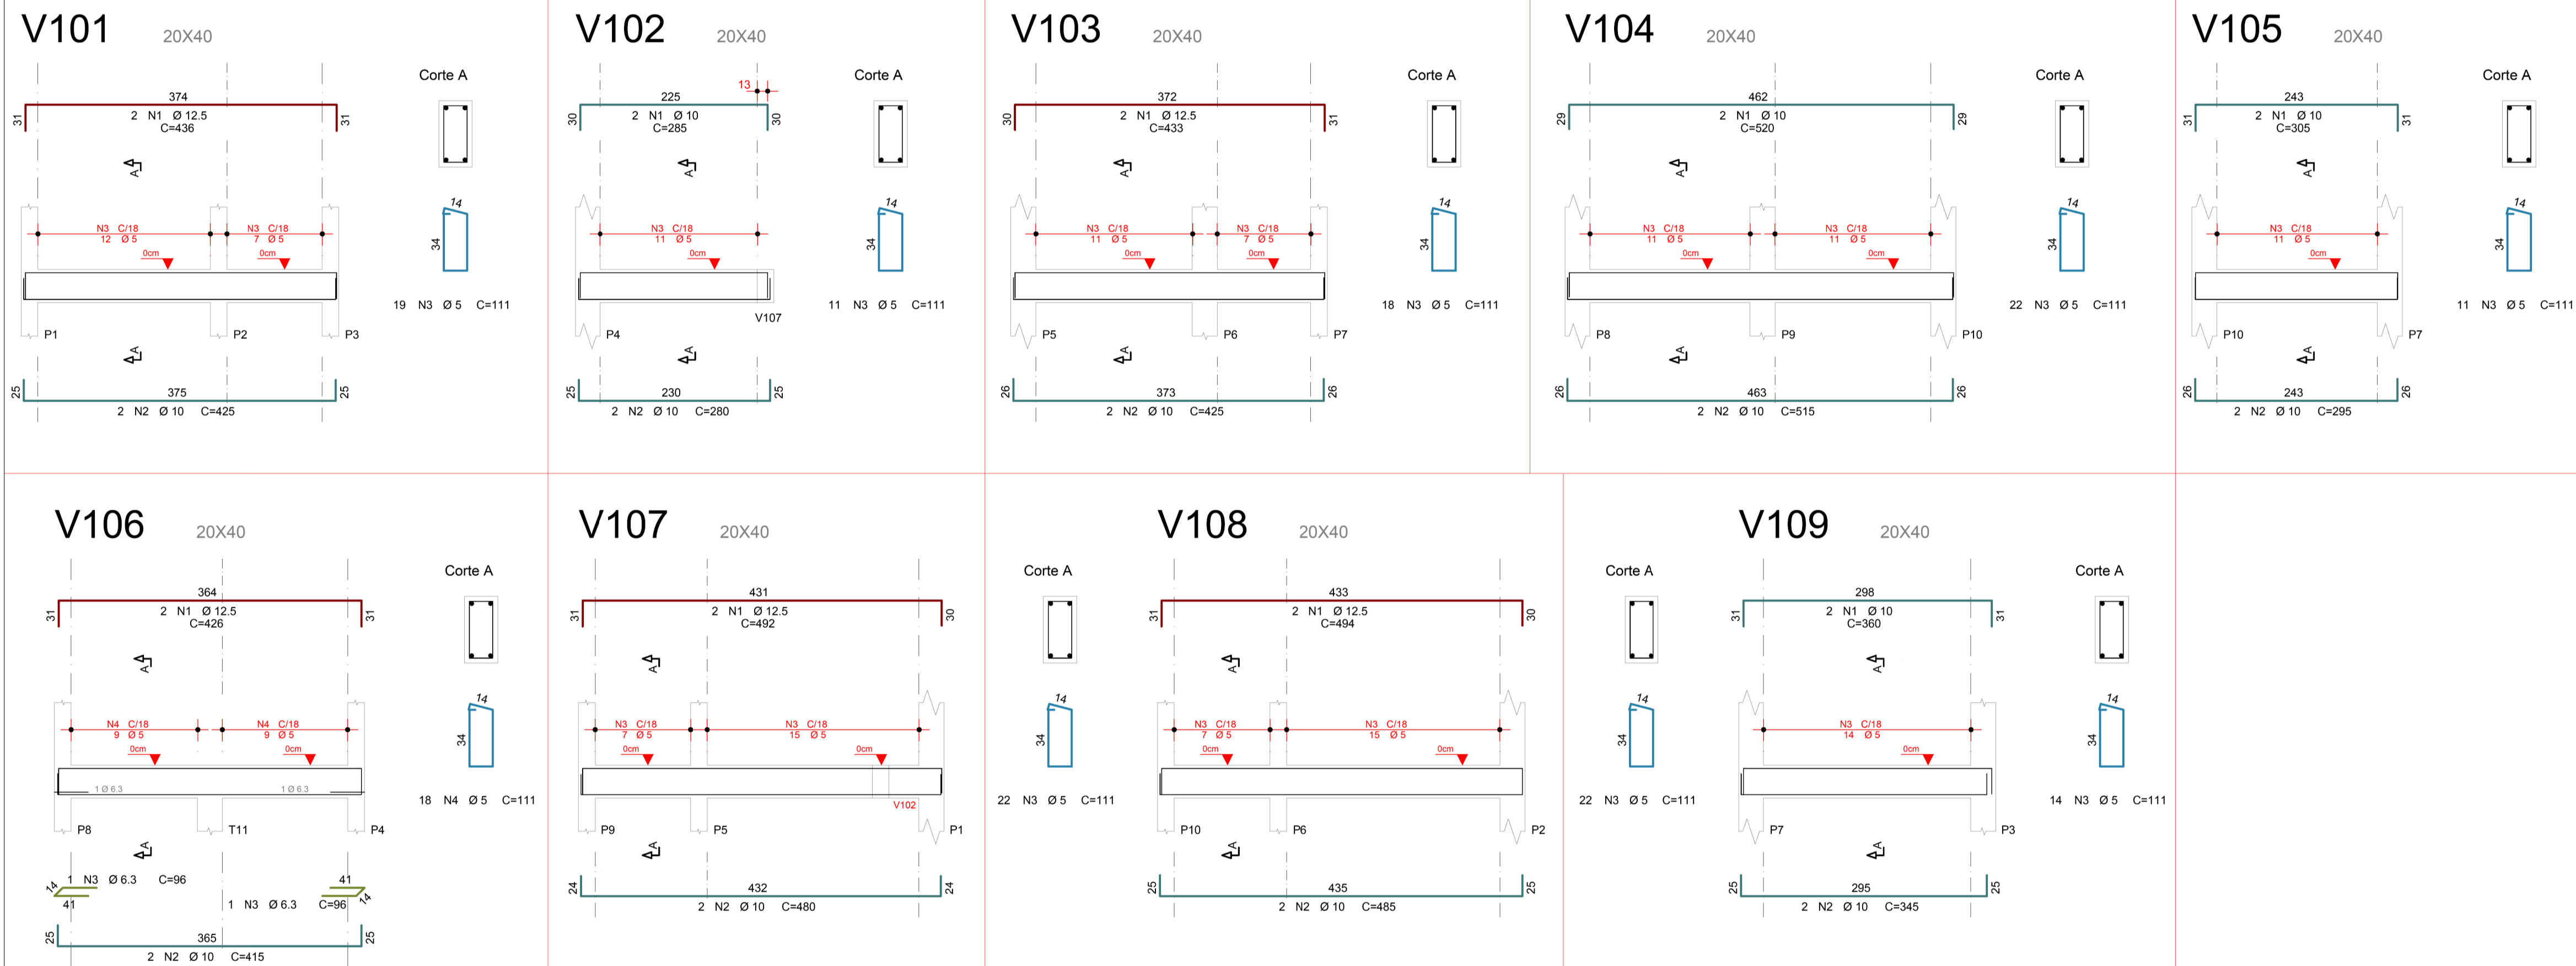 V101 20X40
Corte A
374
31 31
2 N1 Ø 12.5
C=436
A
14
N3 C/18 N3 C/18
12 Ø 5 7 Ø 5
34
0cm 0cm
19 N3 Ø 5 C=111
P1 P2 P3
A
25 375 25
2 N2 Ø 10 C=425
V102 20X40
Corte A
13
225
30 30
2 N1 Ø 10
C=285
A
14
N3 C/18
11 Ø 5
34
0cm
11 N3 Ø 5 C=111
V107
P4
A
25 230 25
2 N2 Ø 10 C=280
V103 20X40
Corte A
372
30 31
2 N1 Ø 12.5
C=433
A
14
N3 C/18 N3 C/18
11 Ø 5 7 Ø 5
34
0cm 0cm
18 N3 Ø 5 C=111
P5 P6 P7
A
26 373 26
2 N2 Ø 10 C=425
V104 20X40
Corte A
462
29 29
2 N1 Ø 10
C=520
A
14
N3 C/18 N3 C/18
11 Ø 5 11 Ø 5
34
0cm 0cm
22 N3 Ø 5 C=111
P8 P9 P10
A
26 463 26
2 N2 Ø 10 C=515
V105 20X40
Corte A
243
31 31
2 N1 Ø 10
C=305
A
14
N3 C/18
11 Ø 5
34
0cm
11 N3 Ø 5 C=111
P10 P7
A
26 243 26
2 N2 Ø 10 C=295
V106 20X40
Corte A
364
31 31
2 N1 Ø 12.5
C=426
A
14
N4 C/18 N4 C/18
9 Ø 5 9 Ø 5
34
0cm 0cm
1 Ø 6.3 1 Ø 6.3
18 N4 Ø 5 C=111
P8 T11 P4
A
14 1 N3 Ø 6.3 C=96 41
41 1 N3 Ø 6.3 C=96 14
25 365 25
2 N2 Ø 10 C=415
V107 20X40
Corte A
431
31 30
2 N1 Ø 12.5
C=492
A
14
N3 C/18 N3 C/18
7 Ø 5 15 Ø 5
34
0cm 0cm
22 N3 Ø 5 C=111
V102
P9 P5 P1
A
24 432 24
2 N2 Ø 10 C=480
V108 20X40
Corte A
433
31 30
2 N1 Ø 12.5
C=494
A
14
N3 C/18 N3 C/18
7 Ø 5 15 Ø 5
34
0cm 0cm
22 N3 Ø 5 C=111
P10 P6 P2
A
25 435 25
2 N2 Ø 10 C=485
V109 20X40
Corte A
298
31 31
2 N1 Ø 10
C=360
A
14
N3 C/18
14 Ø 5
34
0cm
14 N3 Ø 5 C=111
P7 P3
A
25 295 25
2 N2 Ø 10 C=345